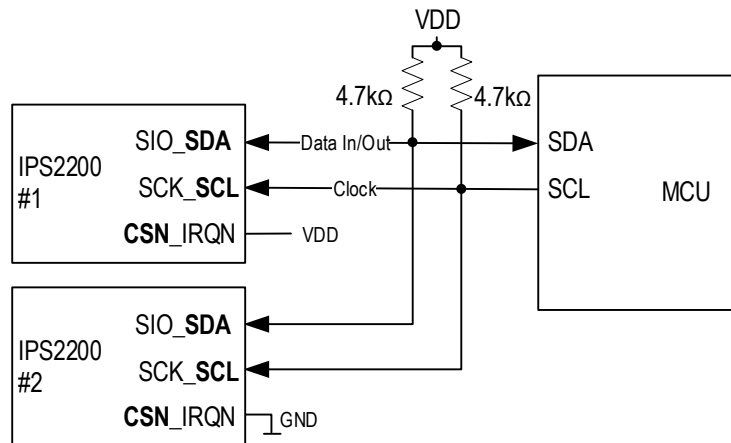 VDD
4.7kΩ
4.7kΩ
SIO_SDA
Data In/Out
SDA
IPS2200
#1
SCK_SCL
Clock
SCL
MCU
CSN_IRQN
VDD
SIO_SDA
IPS2200
#2
SCK_SCL
CSN_IRQN
GND